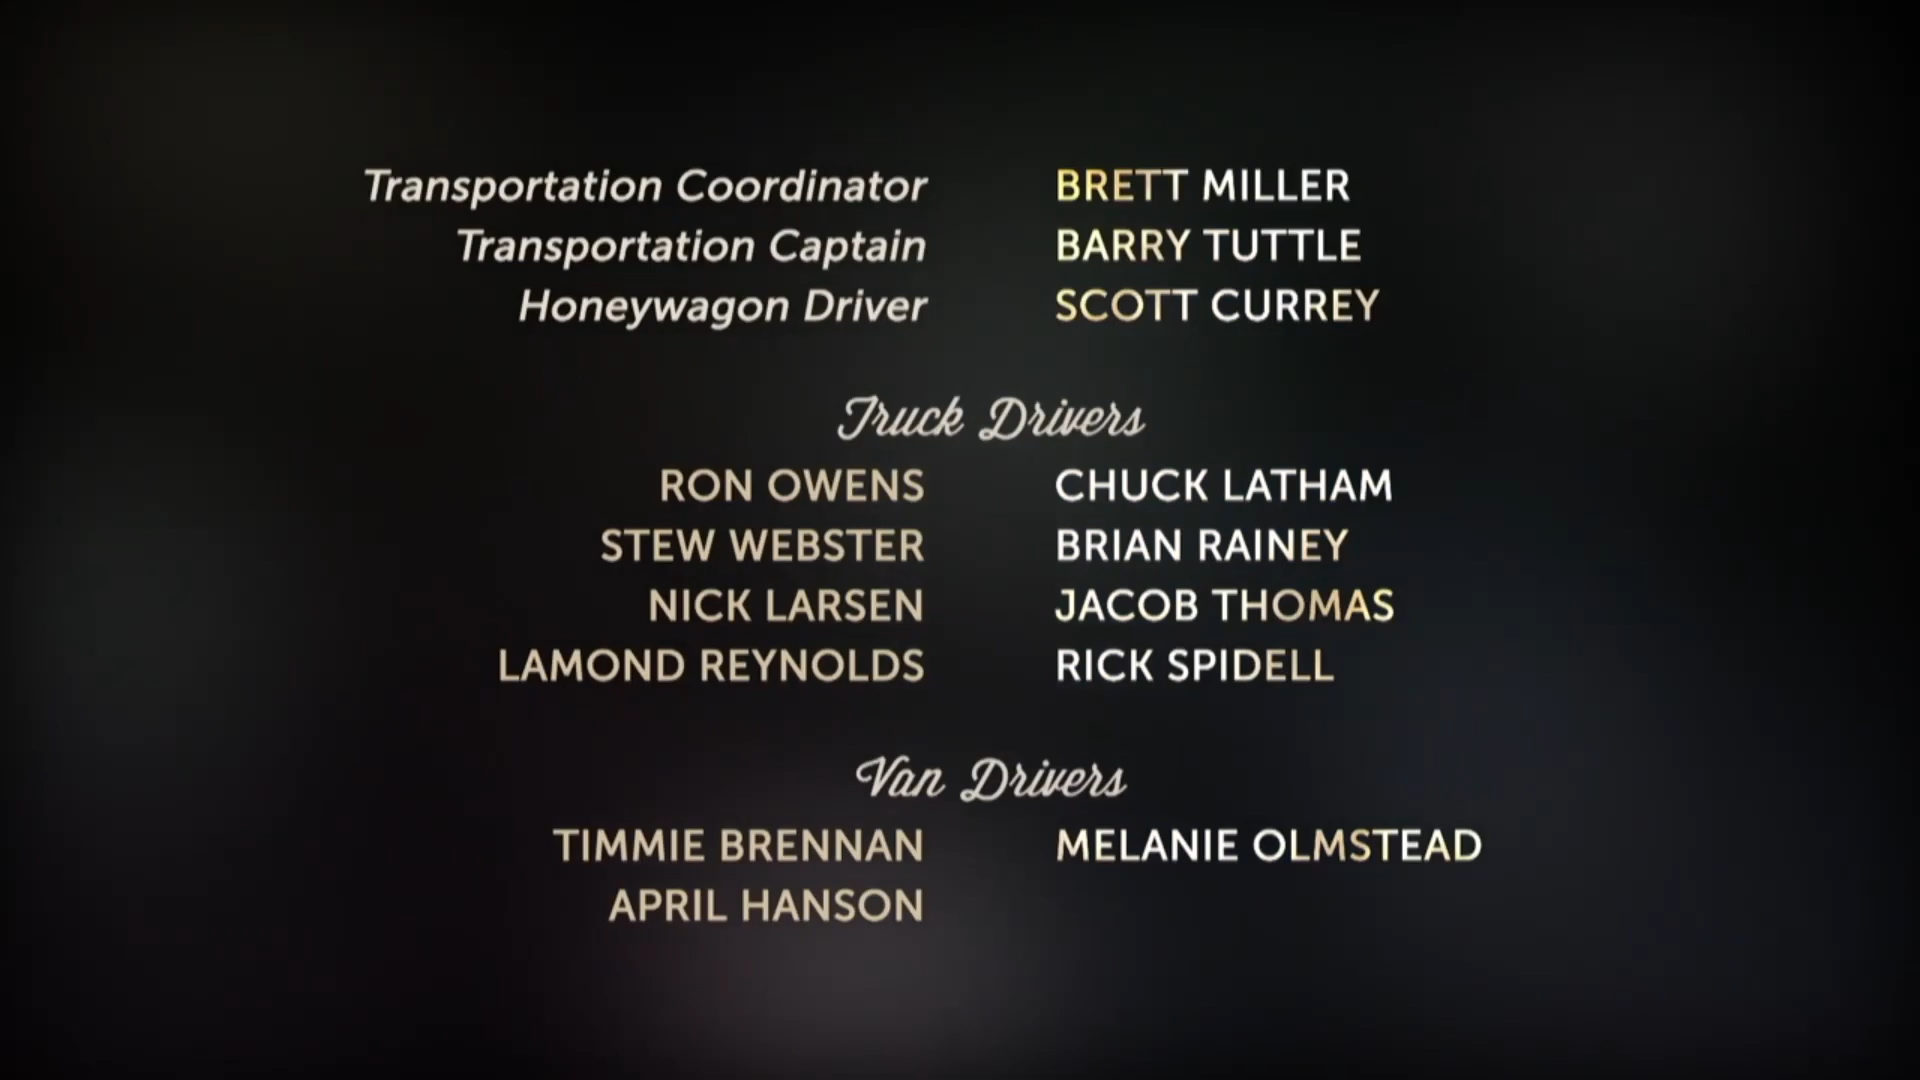 Transportation Coordinator BRETT MILLER
Transportation Captain BARRY TUTTLE
Honeywagon Driver SCOTT CURREY
Truck Drivers
RON OWENS CHUCK LATHAM
STEW WEBSTER BRIAN RAINEY
NICK LARSEN JACOB THOMAS
LAMOND REYNOLDS RICK SPIDELL
Van Drivers
TIMMIE BRENNAN MELANIE OLMSTEAD
APRIL HANSON